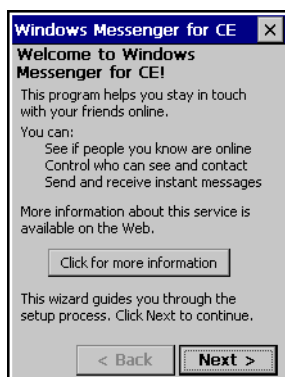 Windows Messenger for CE
Welcome to Windows
Messenger for CE!
This program helps you stay in touch
with your friends online.
You can:
See if people you know are online
Control who can see and contact
Send and receive instant messages
More information about this service is
available on the Web.
Click for more information
This wizard guides you through the
setup process. Click Next to continue.
< Back
Next >